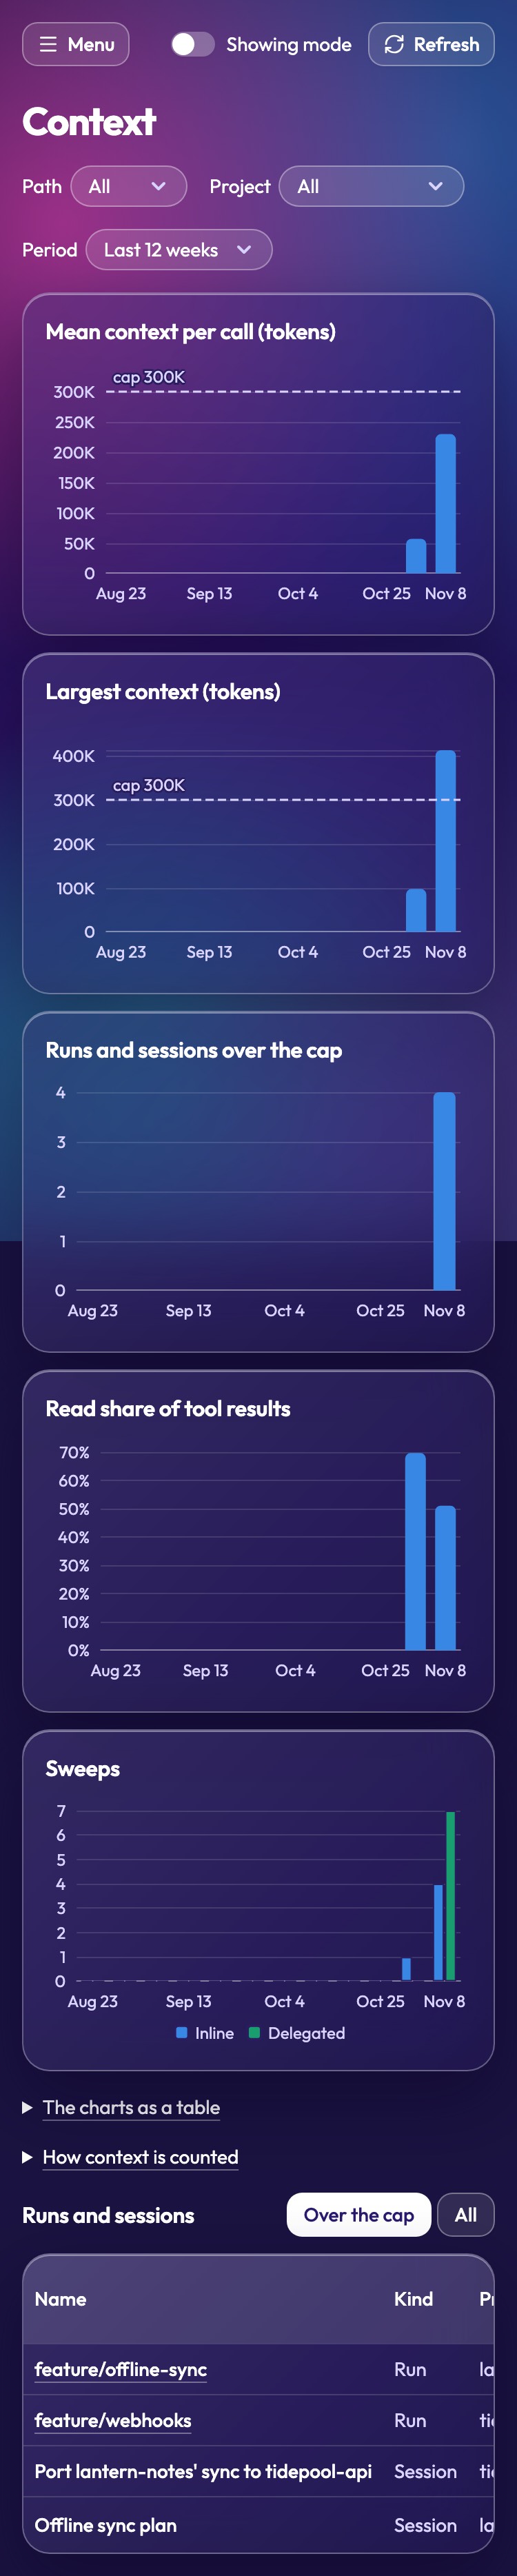 Menu Showing mode Refresh
Context
Path All Project All
Period Last 12 weeks
Mean context per call (tokens)
cap 300K
300K
250K
200K
150K
100K
50K
0
Aug 23 Sep 13 Oct 4 Oct 25 Nov 8
Largest context (tokens)
400K
cap 300K
300K
200K
100K
0
Aug 23 Sep 13 Oct 4 Oct 25 Nov 8
Runs and sessions over the cap
4
3
2
1
0
Aug 23 Sep 13 Oct 4 Oct 25 Nov 8
Read share of tool results
70%
60%
50%
40%
30%
20%
10%
0%
Aug 23 Sep 13 Oct 4 Oct 25 Nov 8
Sweeps
7
6
5
4
3
2
1
0
Aug 23 Sep 13 Oct 4 Oct 25 Nov 8
Inline Delegated
The charts as a table
How context is counted
Runs and sessions Over the cap All
Name Kind
feature/offline-sync Run
feature/webhooks Run
Port lantern-notes' sync to tidepool-api Session
Offline sync plan Session